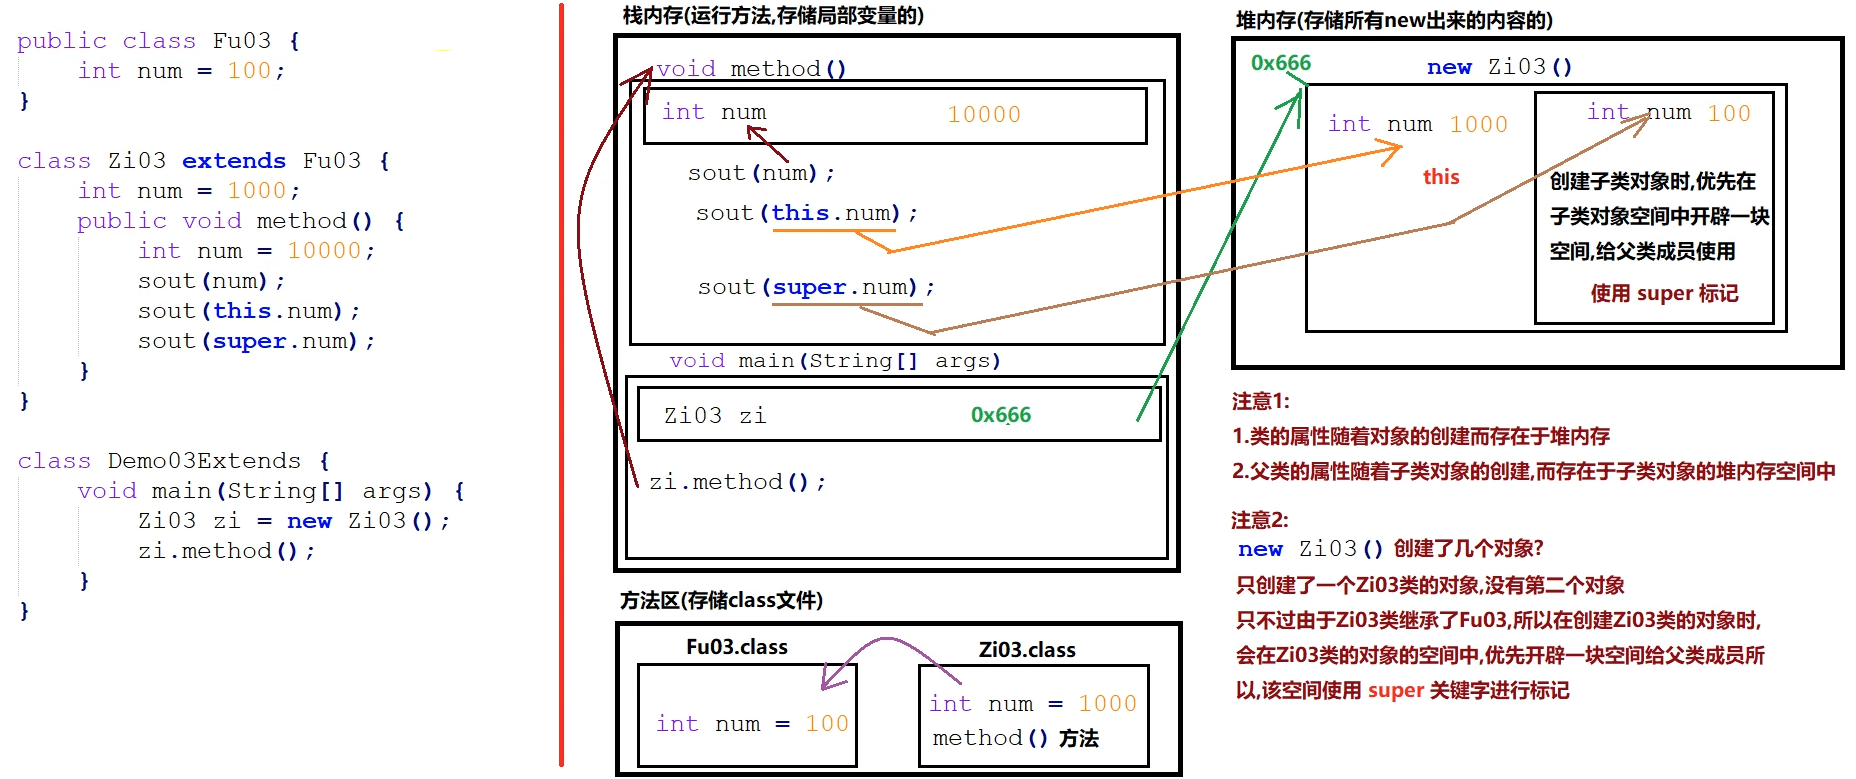 public class Fu03 {
int num = 100;
}
class Zi03 extends Fu03 {
int num = 1000;
public void method() {
int num = 10000;
sout(num);
sout(this.num);
sout(super.num);
}
}
class Demo03Extends {
void main(String[] args) {
Zi03 zi = new Zi03();
zi.method();
}
}
栈内存(运行方法,存储局部变量的)
void method()
int num 10000
sout(num);
sout(this.num);
sout(super.num);
void main(String[] args)
Zi03 zi 0x666
zi.method();
方法区(存储class文件)
Fu03.class
int num = 100
Zi03.class
int num = 1000
method() 方法
堆内存(存储所有new出来的内容的)
0x666
new Zi03()
int num 1000
this
int num 100
创建子类对象时,优先在
子类对象空间中开辟一块
空间,给父类成员使用
使用 super 标记
注意1:
1.类的属性随着对象的创建而存在于堆内存
2.父类的属性随着子类对象的创建,而存在于子类对象的堆内存空间中
注意2:
new Zi03() 创建了几个对象?
只创建了一个Zi03类的对象,没有第二个对象
只不过由于Zi03类继承了Fu03,所以在创建Zi03类的对象时,
会在Zi03类的对象的空间中,优先开辟一块空间给父类成员所
以,该空间使用 super 关键字进行标记